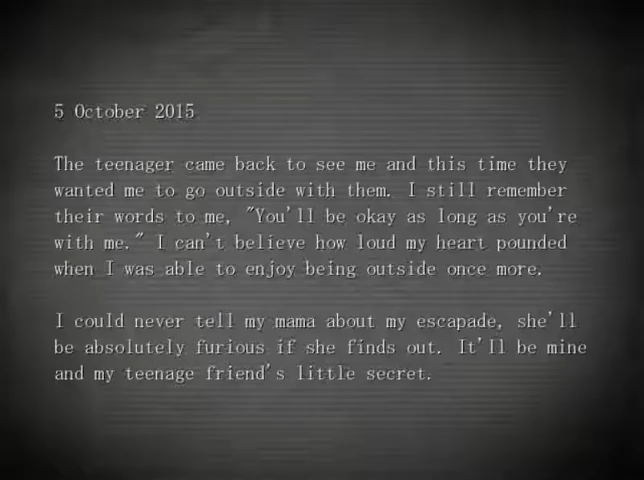 5 October 2015
The teenager came back to see me and this time they
wanted me to go outside with them. I still remember
their words to me, "You'll be okay as long as you're
with me." I can't believe how loud my heart pounded
when I was able to enjoy being outside once more.
I could never tell my mama about my escapade, she'll
be absolutely furious if she finds out. It'll be mine
and my teenage friend's little secret.